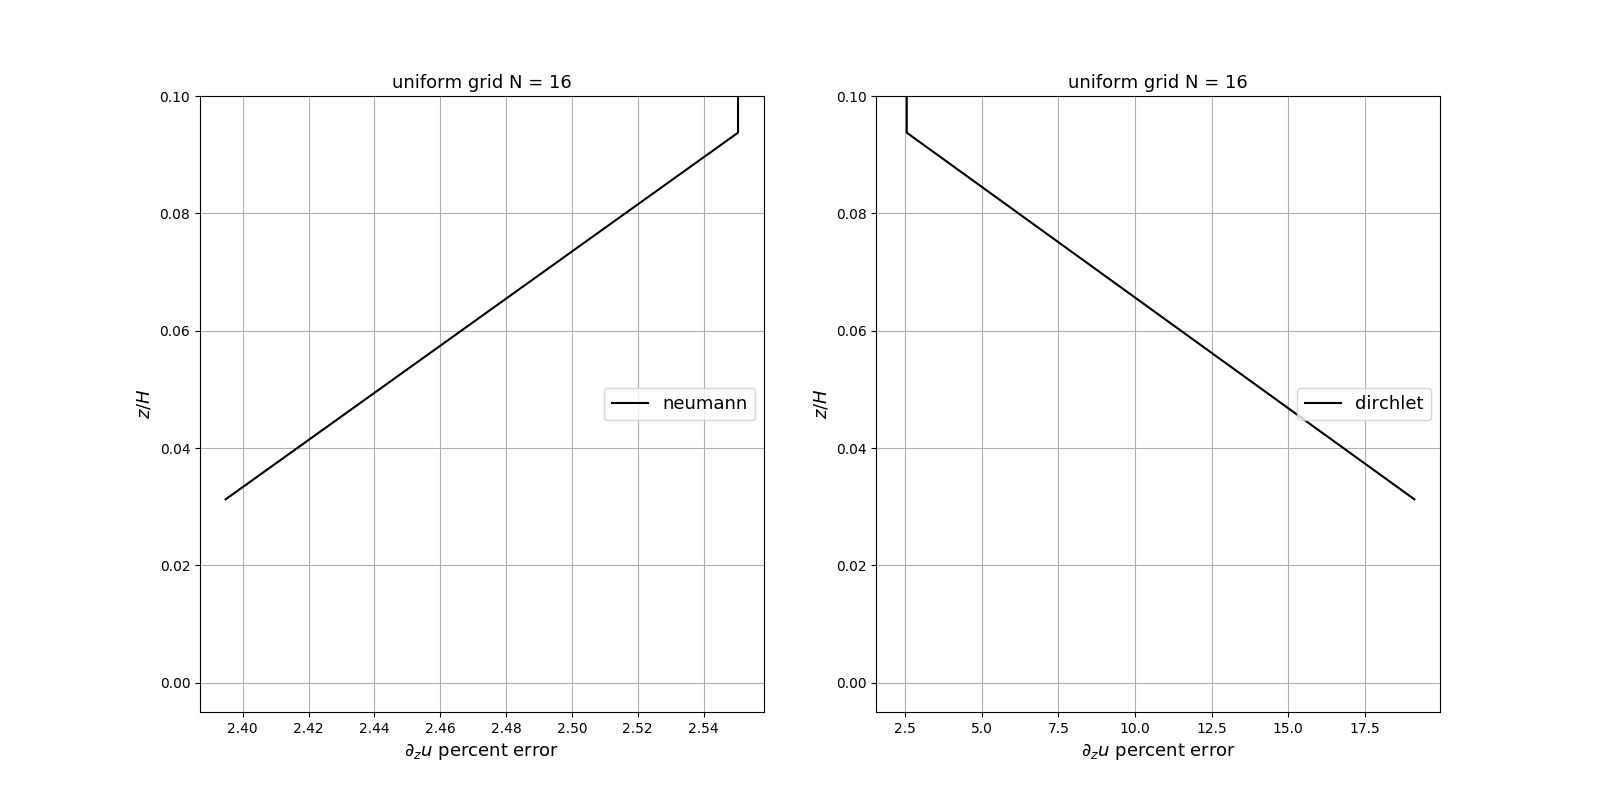 uniform grid N = 16
0.10
0.08
0.06
0.04
0.02
0.00
z/H
neumann
2.40 2.42 2.44 2.46 2.48 2.50 2.52 2.54
∂zu percent error
uniform grid N = 16
0.10
0.08
0.06
0.04
0.02
0.00
z/H
dirchlet
2.5 5.0 7.5 10.0 12.5 15.0 17.5
∂zu percent error